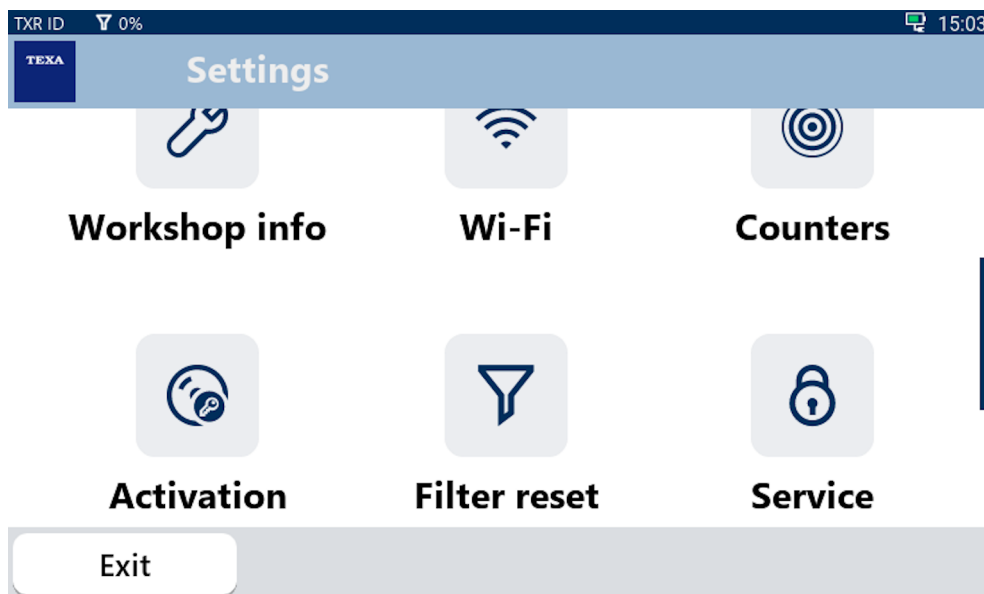 TXR ID 0% 15:03
TEXA Settings
Workshop info Wi-Fi Counters
Activation Filter reset Service
Exit